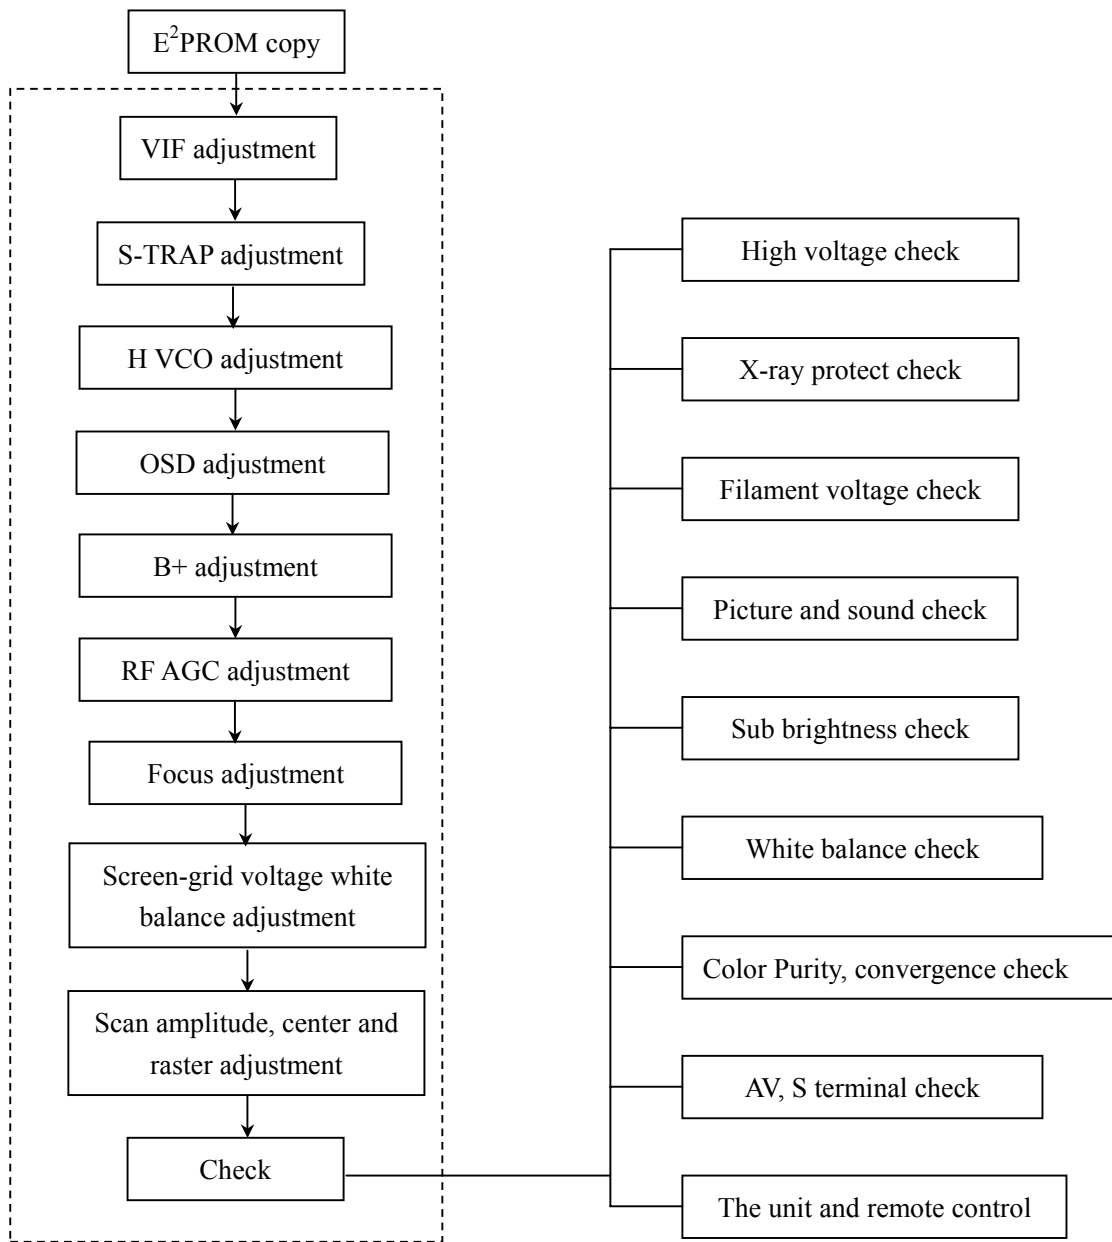 E²PROM copy
VIF adjustment
S-TRAP adjustment
H VCO adjustment
OSD adjustment
B+ adjustment
RF AGC adjustment
Focus adjustment
Screen-grid voltage white
balance adjustment
Scan amplitude, center and
raster adjustment
Check
High voltage check
X-ray protect check
Filament voltage check
Picture and sound check
Sub brightness check
White balance check
Color Purity, convergence check
AV, S terminal check
The unit and remote control